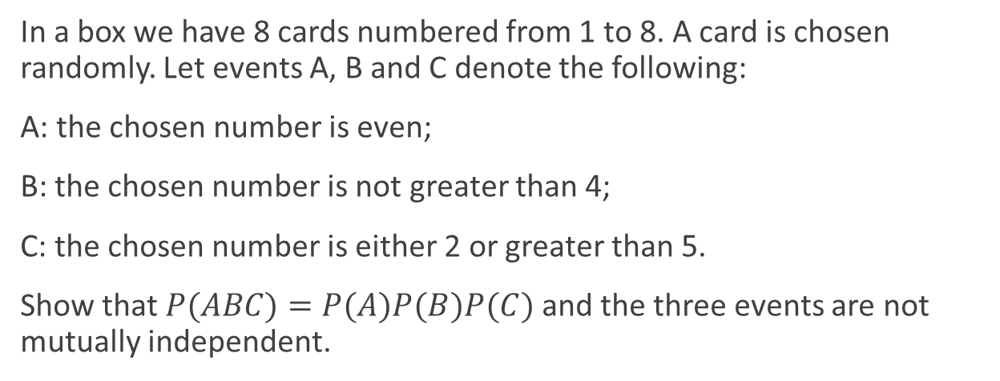 In a box we have 8 cards numbered from 1 to 8. A card is chosen
randomly. Let events A, B and C denote the following:
A: the chosen number is even;
B: the chosen number is not greater than 4;
C: the chosen number is either 2 or greater than 5.
Show that P(ABC) = P(A)P(B)P(C) and the three events are not
mutually independent.